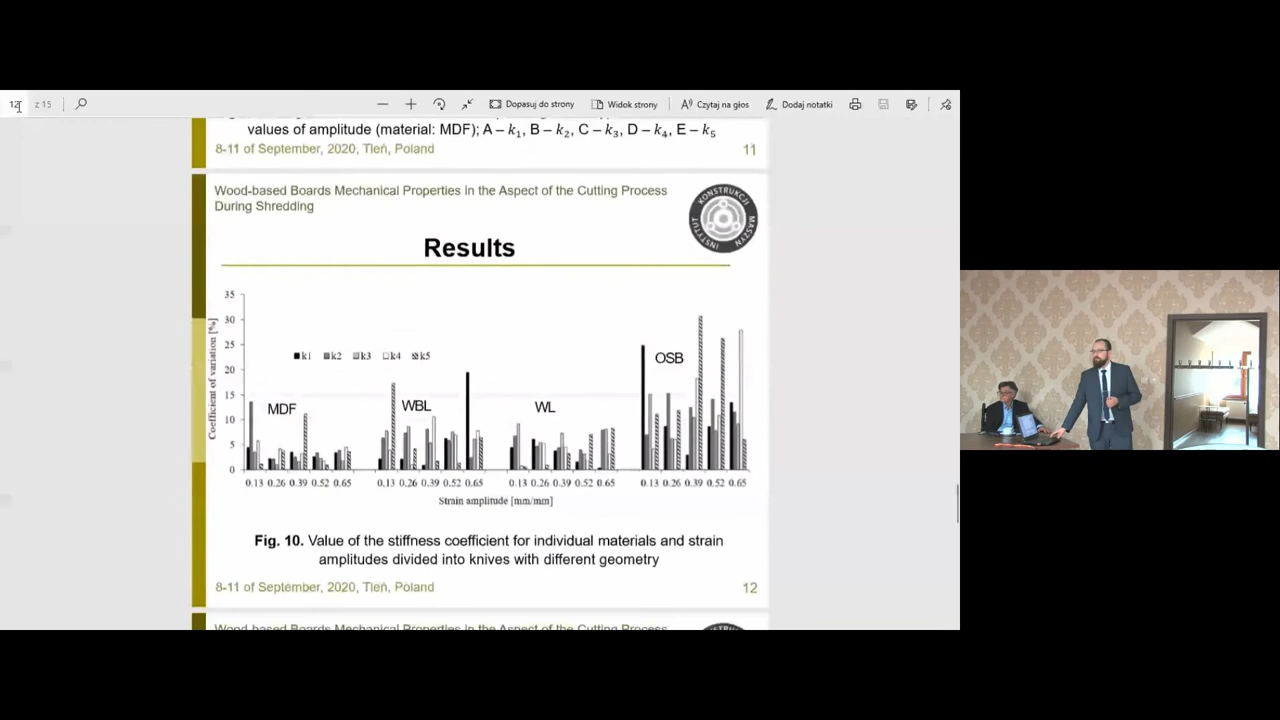 12
z 15
Dopasuj do strony
Widok strony
Czytaj na głos
Dodaj notatki
values of amplitude (material: MDF); A – k₁, B – k₂, C – k₃, D – k₄, E – k₅
8-11 of September, 2020, Tleń, Poland
11
Wood-based Boards Mechanical Properties in the Aspect of the Cutting Process
During Shredding
INSTYTUT KONSTRUKCJI MASZYN
Results
Coefficient of variation [%]
35
30
25
20
15
10
5
0
k1 k2 k3 k4 k5
MDF
WBL
WL
OSB
0.13 0.26 0.39 0.52 0.65 0.13 0.26 0.39 0.52 0.65 0.13 0.26 0.39 0.52 0.65 0.13 0.26 0.39 0.52 0.65
Strain amplitude [mm/mm]
Fig. 10. Value of the stiffness coefficient for individual materials and strain
amplitudes divided into knives with different geometry
8-11 of September, 2020, Tleń, Poland
12
Wood-based Boards Mechanical Properties in the Aspect of the Cutting Process